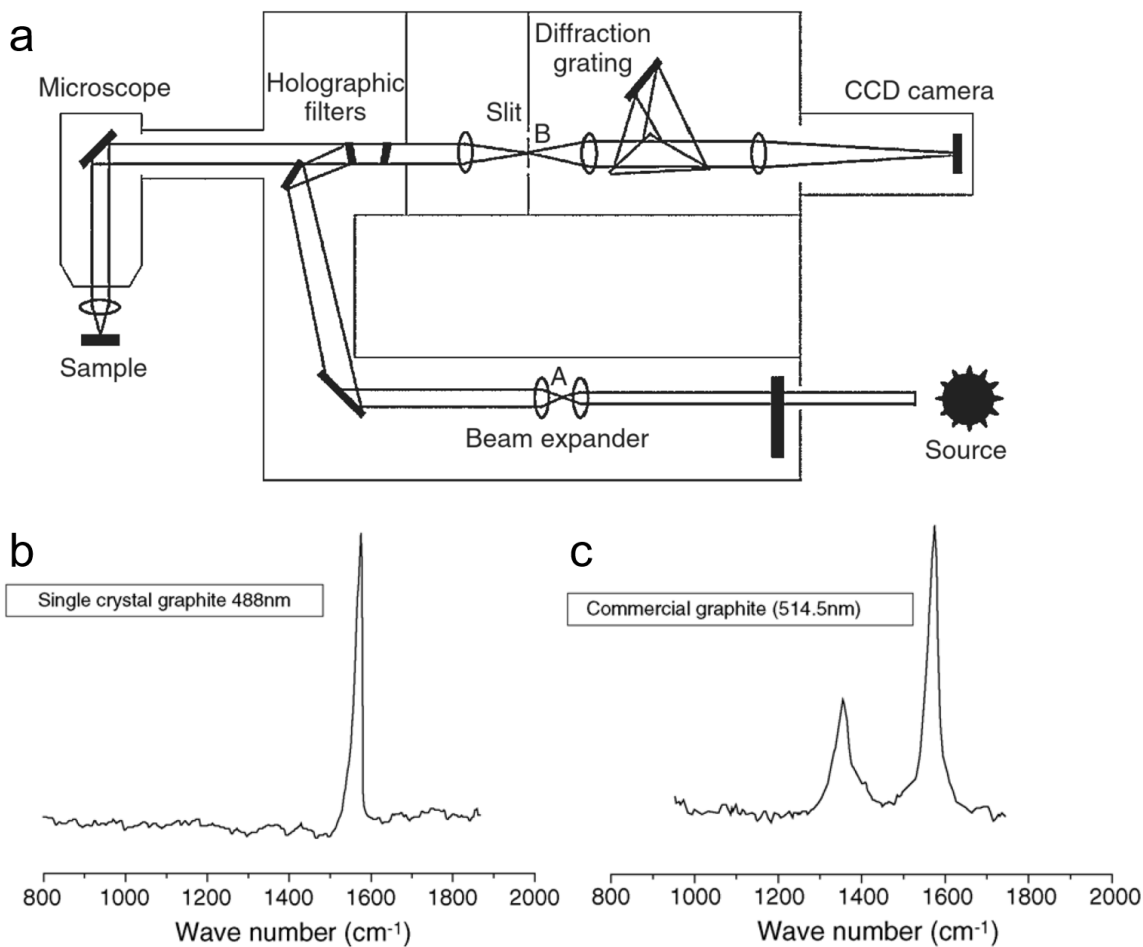 a
Microscope
Holographic
filters
Slit
B
Diffraction
grating
CCD camera
Sample
A
Beam expander
Source
b
Single crystal graphite 488nm
800 1000 1200 1400 1600 1800 2000
Wave number (cm-1)
c
Commercial graphite (514.5nm)
800 1000 1200 1400 1600 1800 2000
Wave number (cm-1)